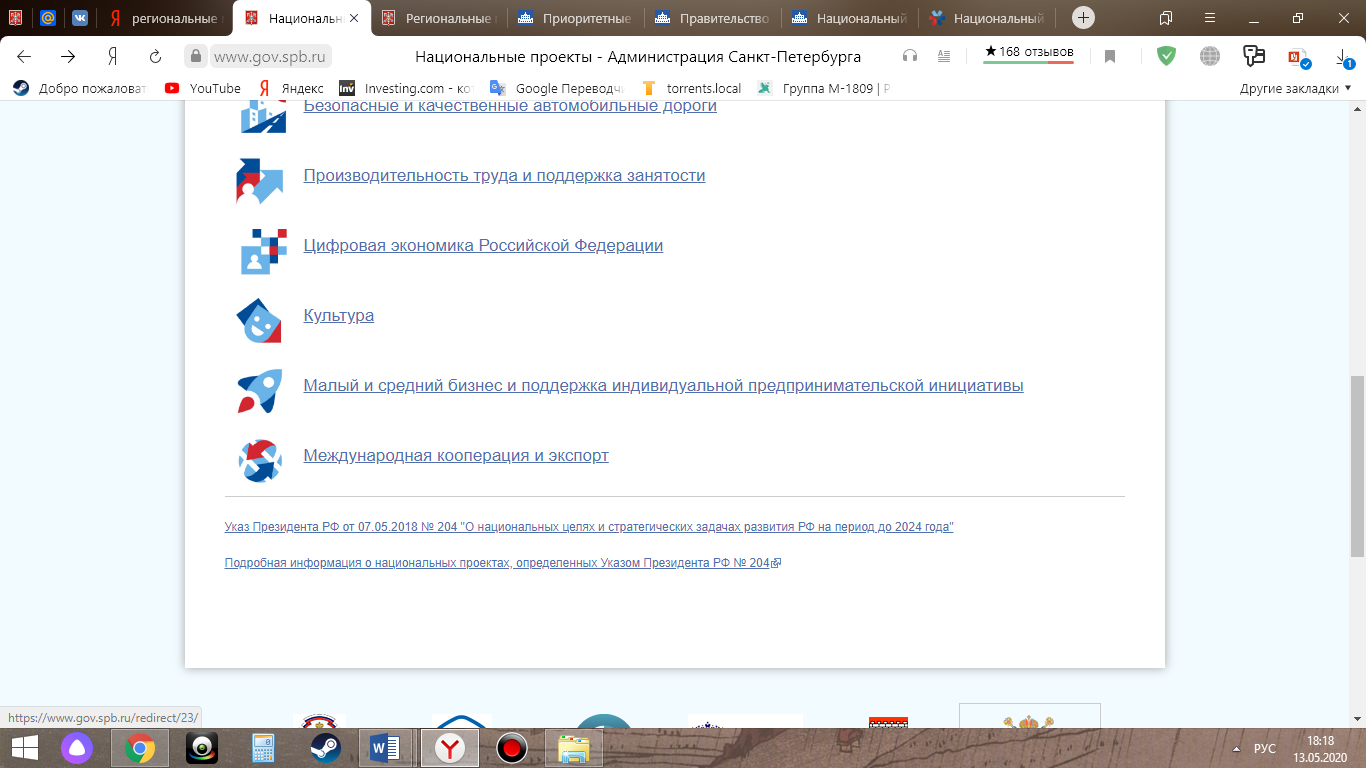 региональные
Национальн
Региональные
Приоритетные
Правительство
Национальный
Национальный
www.gov.spb.ru
Национальные проекты - Администрация Санкт-Петербурга
★168 отзывов
1
Добро пожаловат
YouTube
Яндекс
Investing.com - кот
Google Переводчи
torrents.local
Группа М-1809 | Р
Другие закладки
Безопасные и качественные автомобильные дороги
Производительность труда и поддержка занятости
Цифровая экономика Российской Федерации
Культура
Малый и средний бизнес и поддержка индивидуальной предпринимательской инициативы
Международная кооперация и экспорт
Указ Президента РФ от 07.05.2018 № 204 "О национальных целях и стратегических задачах развития РФ на период до 2024 года"
Подробная информация о национальных проектах, определенных Указом Президента РФ № 204
https://www.gov.spb.ru/redirect/23/
РУС
18:18
13.05.2020